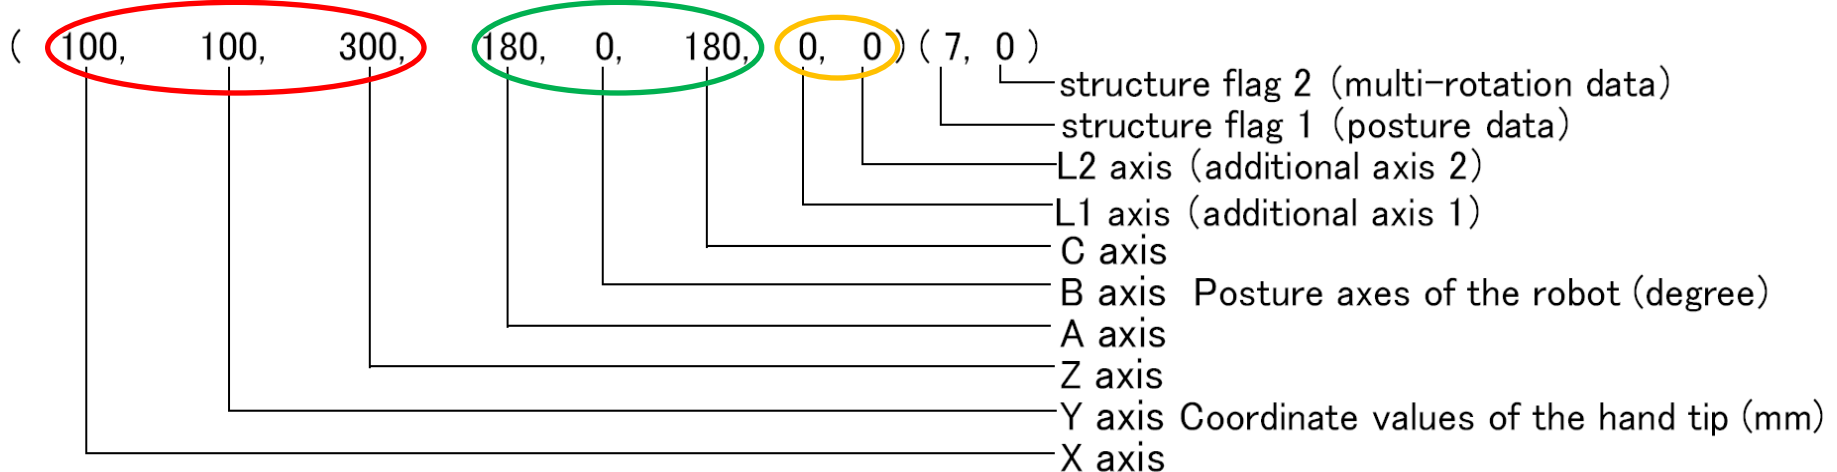 ( 100, 100, 300, 180, 0, 180, 0, 0 ) ( 7, 0 )
structure flag 2 (multi-rotation data)
structure flag 1 (posture data)
L2 axis (additional axis 2)
L1 axis (additional axis 1)
C axis
B axis Posture axes of the robot (degree)
A axis
Z axis
Y axis Coordinate values of the hand tip (mm)
X axis